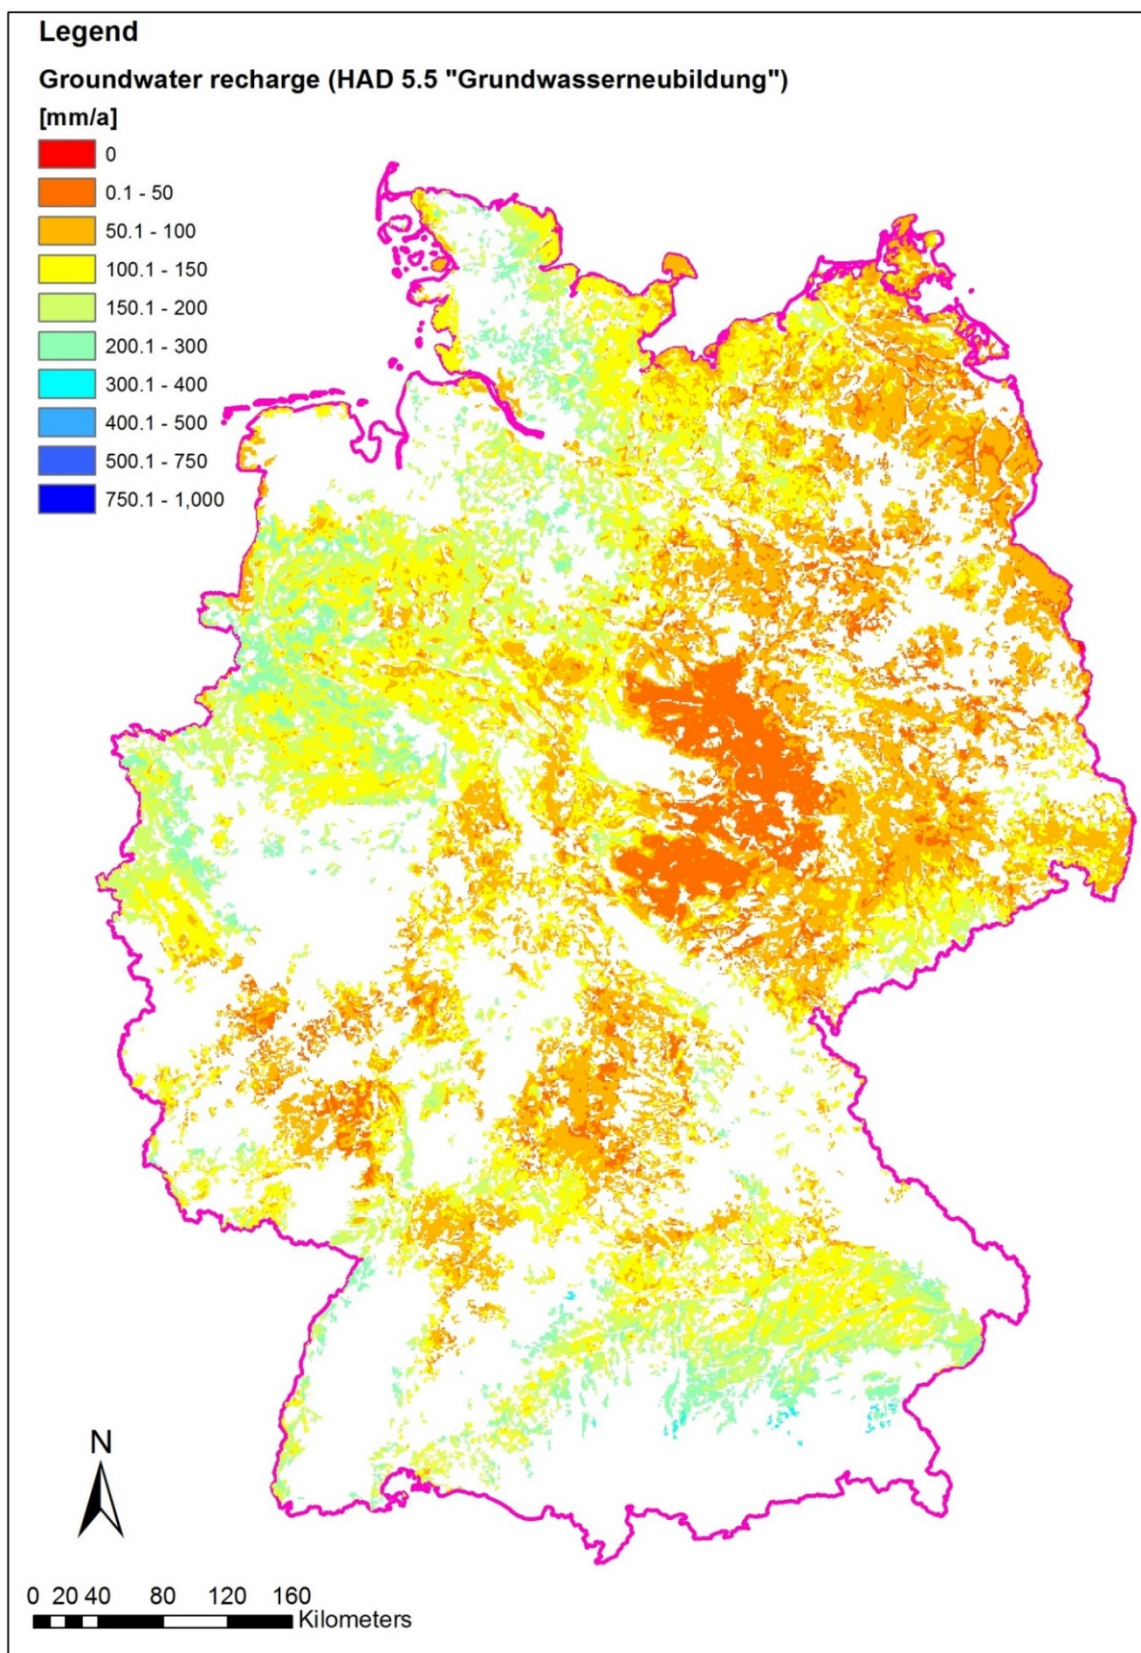 Legend
Groundwater recharge (HAD 5.5 "Grundwasserneubildung")
[mm/a]
0
0.1 - 50
50.1 - 100
100.1 - 150
150.1 - 200
200.1 - 300
300.1 - 400
400.1 - 500
500.1 - 750
750.1 - 1,000
N
0 20 40 80 120 160
Kilometers